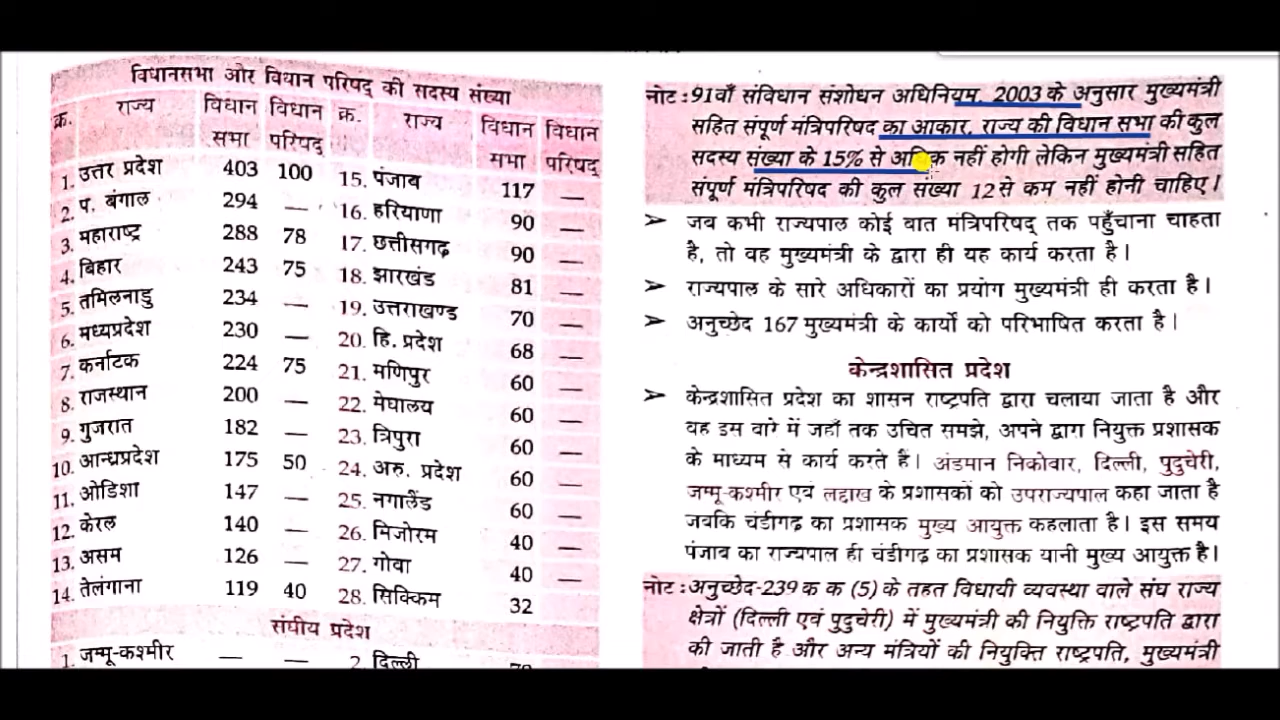 विधानसभा और विधान परिषद् की सदस्य संख्या
क्र. राज्य विधान सभा विधान परिषद् क्र. राज्य विधान सभा विधान परिषद्
1. उत्तर प्रदेश 403 100 15. पंजाब 117 —
2. प. बंगाल 294 — 16. हरियाणा 90 —
3. महाराष्ट्र 288 78 17. छत्तीसगढ़ 90 —
4. बिहार 243 75 18. झारखंड 81 —
5. तमिलनाडु 234 — 19. उत्तराखण्ड 70 —
6. मध्यप्रदेश 230 — 20. हि. प्रदेश 68 —
7. कर्नाटक 224 75 21. मणिपुर 60 —
8. राजस्थान 200 — 22. मेघालय 60 —
9. गुजरात 182 — 23. त्रिपुरा 60 —
10. आन्ध्रप्रदेश 175 50 24. अरु. प्रदेश 60 —
11. ओडिशा 147 — 25. नगालैंड 60 —
12. केरल 140 — 26. मिजोरम 40 —
13. असम 126 — 27. गोवा 40 —
14. तेलंगाना 119 40 28. सिक्किम 32 —
संघीय प्रदेश
1. जम्मू-कश्मीर — — 2. दिल्ली
नोट : 91वाँ संविधान संशोधन अधिनियम, 2003 के अनुसार मुख्यमंत्री
सहित संपूर्ण मंत्रिपरिषद का आकार, राज्य की विधान सभा की कुल
सदस्य संख्या के 15% से अधिक नहीं होगी लेकिन मुख्यमंत्री सहित
संपूर्ण मंत्रिपरिषद की कुल संख्या 12 से कम नहीं होनी चाहिए।
➤ जब कभी राज्यपाल कोई बात मंत्रिपरिषद् तक पहुँचाना चाहता
है, तो वह मुख्यमंत्री के द्वारा ही यह कार्य करता है।
➤ राज्यपाल के सारे अधिकारों का प्रयोग मुख्यमंत्री ही करता है।
➤ अनुच्छेद 167 मुख्यमंत्री के कार्यों को परिभाषित करता है।
केन्द्रशासित प्रदेश
➤ केन्द्रशासित प्रदेश का शासन राष्ट्रपति द्वारा चलाया जाता है और
वह इस बारे में जहाँ तक उचित समझे, अपने द्वारा नियुक्त प्रशासक
के माध्यम से कार्य करते हैं। अंडमान निकोबार, दिल्ली, पुदुचेरी,
जम्मू-कश्मीर एवं लद्दाख के प्रशासकों को उपराज्यपाल कहा जाता है
जबकि चंडीगढ़ का प्रशासक मुख्य आयुक्त कहलाता है। इस समय
पंजाब का राज्यपाल ही चंडीगढ़ का प्रशासक यानी मुख्य आयुक्त है।
नोट : अनुच्छेद-239 क क (5) के तहत विधायी व्यवस्था वाले संघ राज्य
क्षेत्रों (दिल्ली एवं पुदुचेरी) में मुख्यमंत्री की नियुक्ति राष्ट्रपति द्वारा
की जाती है और अन्य मंत्रियों की नियुक्ति राष्ट्रपति, मुख्यमंत्री